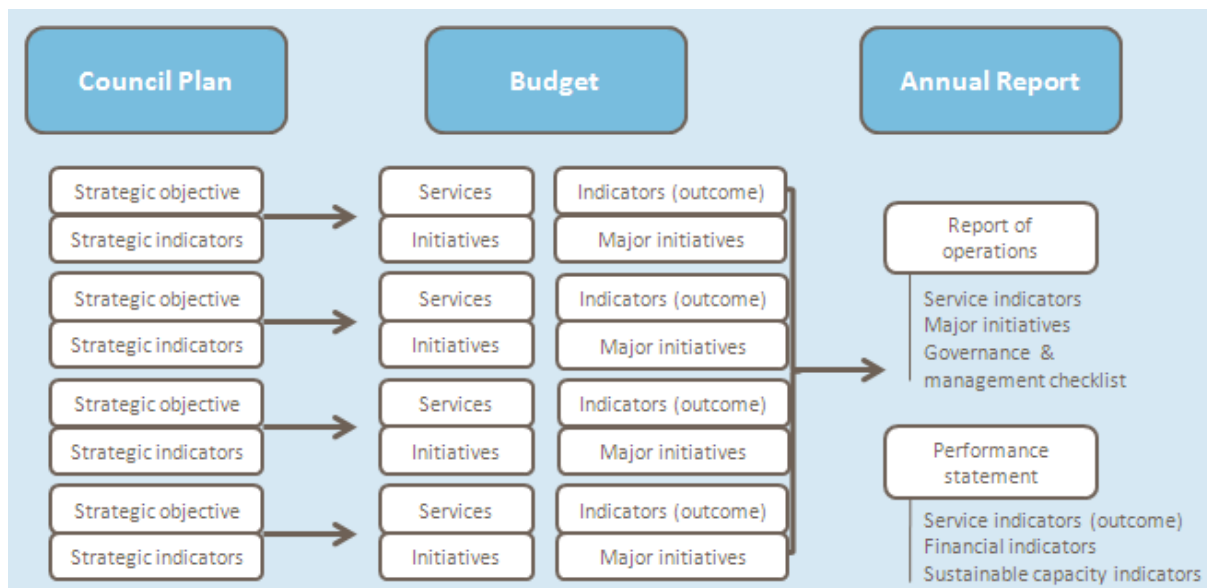 Council Plan
Budget
Annual Report
Strategic objective
Strategic indicators
Services
Initiatives
Indicators (outcome)
Major initiatives
Strategic objective
Strategic indicators
Services
Initiatives
Indicators (outcome)
Major initiatives
Strategic objective
Strategic indicators
Services
Initiatives
Indicators (outcome)
Major initiatives
Strategic objective
Strategic indicators
Services
Initiatives
Indicators (outcome)
Major initiatives
Report of
operations
Service indicators
Major initiatives
Governance &
management checklist
Performance
statement
Service indicators (outcome)
Financial indicators
Sustainable capacity indicators